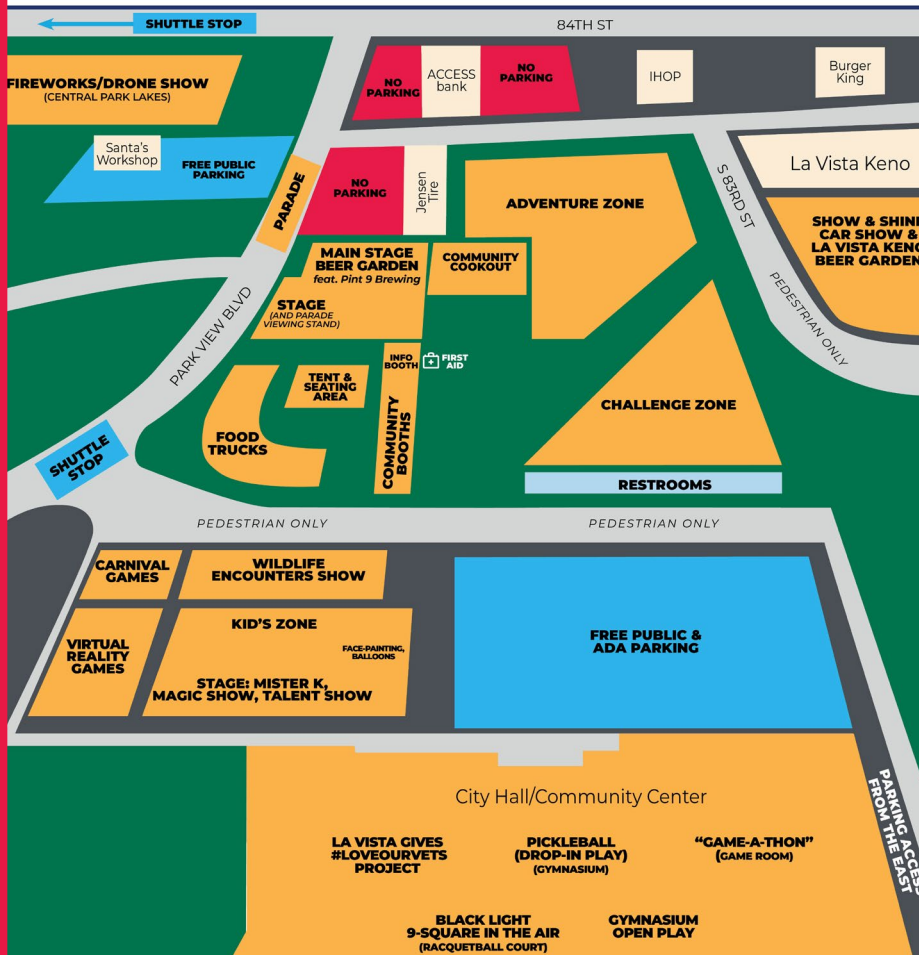 SHUTTLE STOP
84TH ST
FIREWORKS/DRONE SHOW
(CENTRAL PARK LAKES)
NO
PARKING
ACCESS
bank
NO
PARKING
IHOP
Burger
King
Santa's
Workshop
FREE PUBLIC
PARKING
PARADE
NO
PARKING
Jensen
Tire
ADVENTURE ZONE
S 83RD ST
La Vista Keno
SHOW & SHIN
CAR SHOW &
LA VISTA KENO
BEER GARDEN
MAIN STAGE
BEER GARDEN
feat. Pint 9 Brewing
COMMUNITY
COOKOUT
STAGE
(AND PARADE
VIEWING STAND)
PEDESTRIAN ONLY
PARK VIEW BLVD
INFO
BOOTH
FIRST
AID
TENT &
SEATING
AREA
COMMUNITY
BOOTHS
CHALLENGE ZONE
FOOD
TRUCKS
SHUTTLE
STOP
RESTROOMS
PEDESTRIAN ONLY
PEDESTRIAN ONLY
CARNIVAL
GAMES
WILDLIFE
ENCOUNTERS SHOW
VIRTUAL
REALITY
GAMES
KID'S ZONE
FACE-PAINTING,
BALLOONS
STAGE: MISTER K,
MAGIC SHOW, TALENT SHOW
FREE PUBLIC &
ADA PARKING
City Hall/Community Center
PARKING ACCESS
FROM THE EAST
LA VISTA GIVES
#LOVEOURVETS
PROJECT
PICKLEBALL
(DROP-IN PLAY)
(GYMNASIUM)
“GAME-A-THON”
(GAME ROOM)
BLACK LIGHT
9-SQUARE IN THE AIR
(RACQUETBALL COURT)
GYMNASIUM
OPEN PLAY